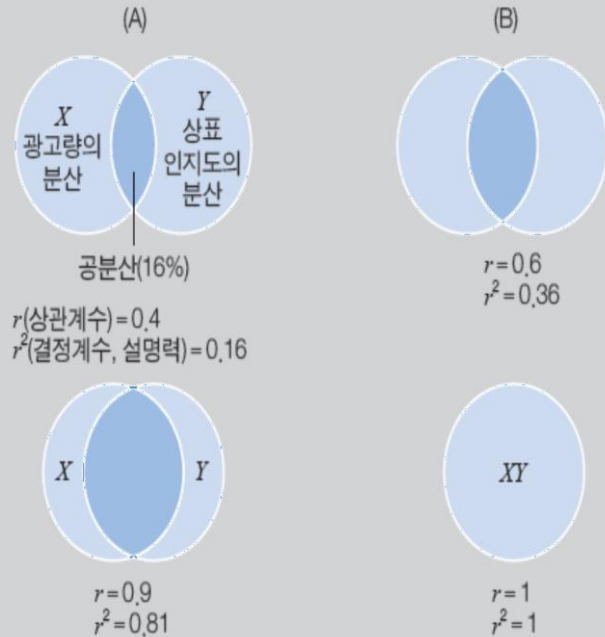 (A)
X
광고량의
분산
Y
상표
인지도의
분산
공분산(16%)
r(상관계수)=0.4
r²(결정계수, 설명력)=0.16
(B)
r=0.6
r²=0.36
X
Y
r=0.9
r²=0.81
XY
r=1
r²=1